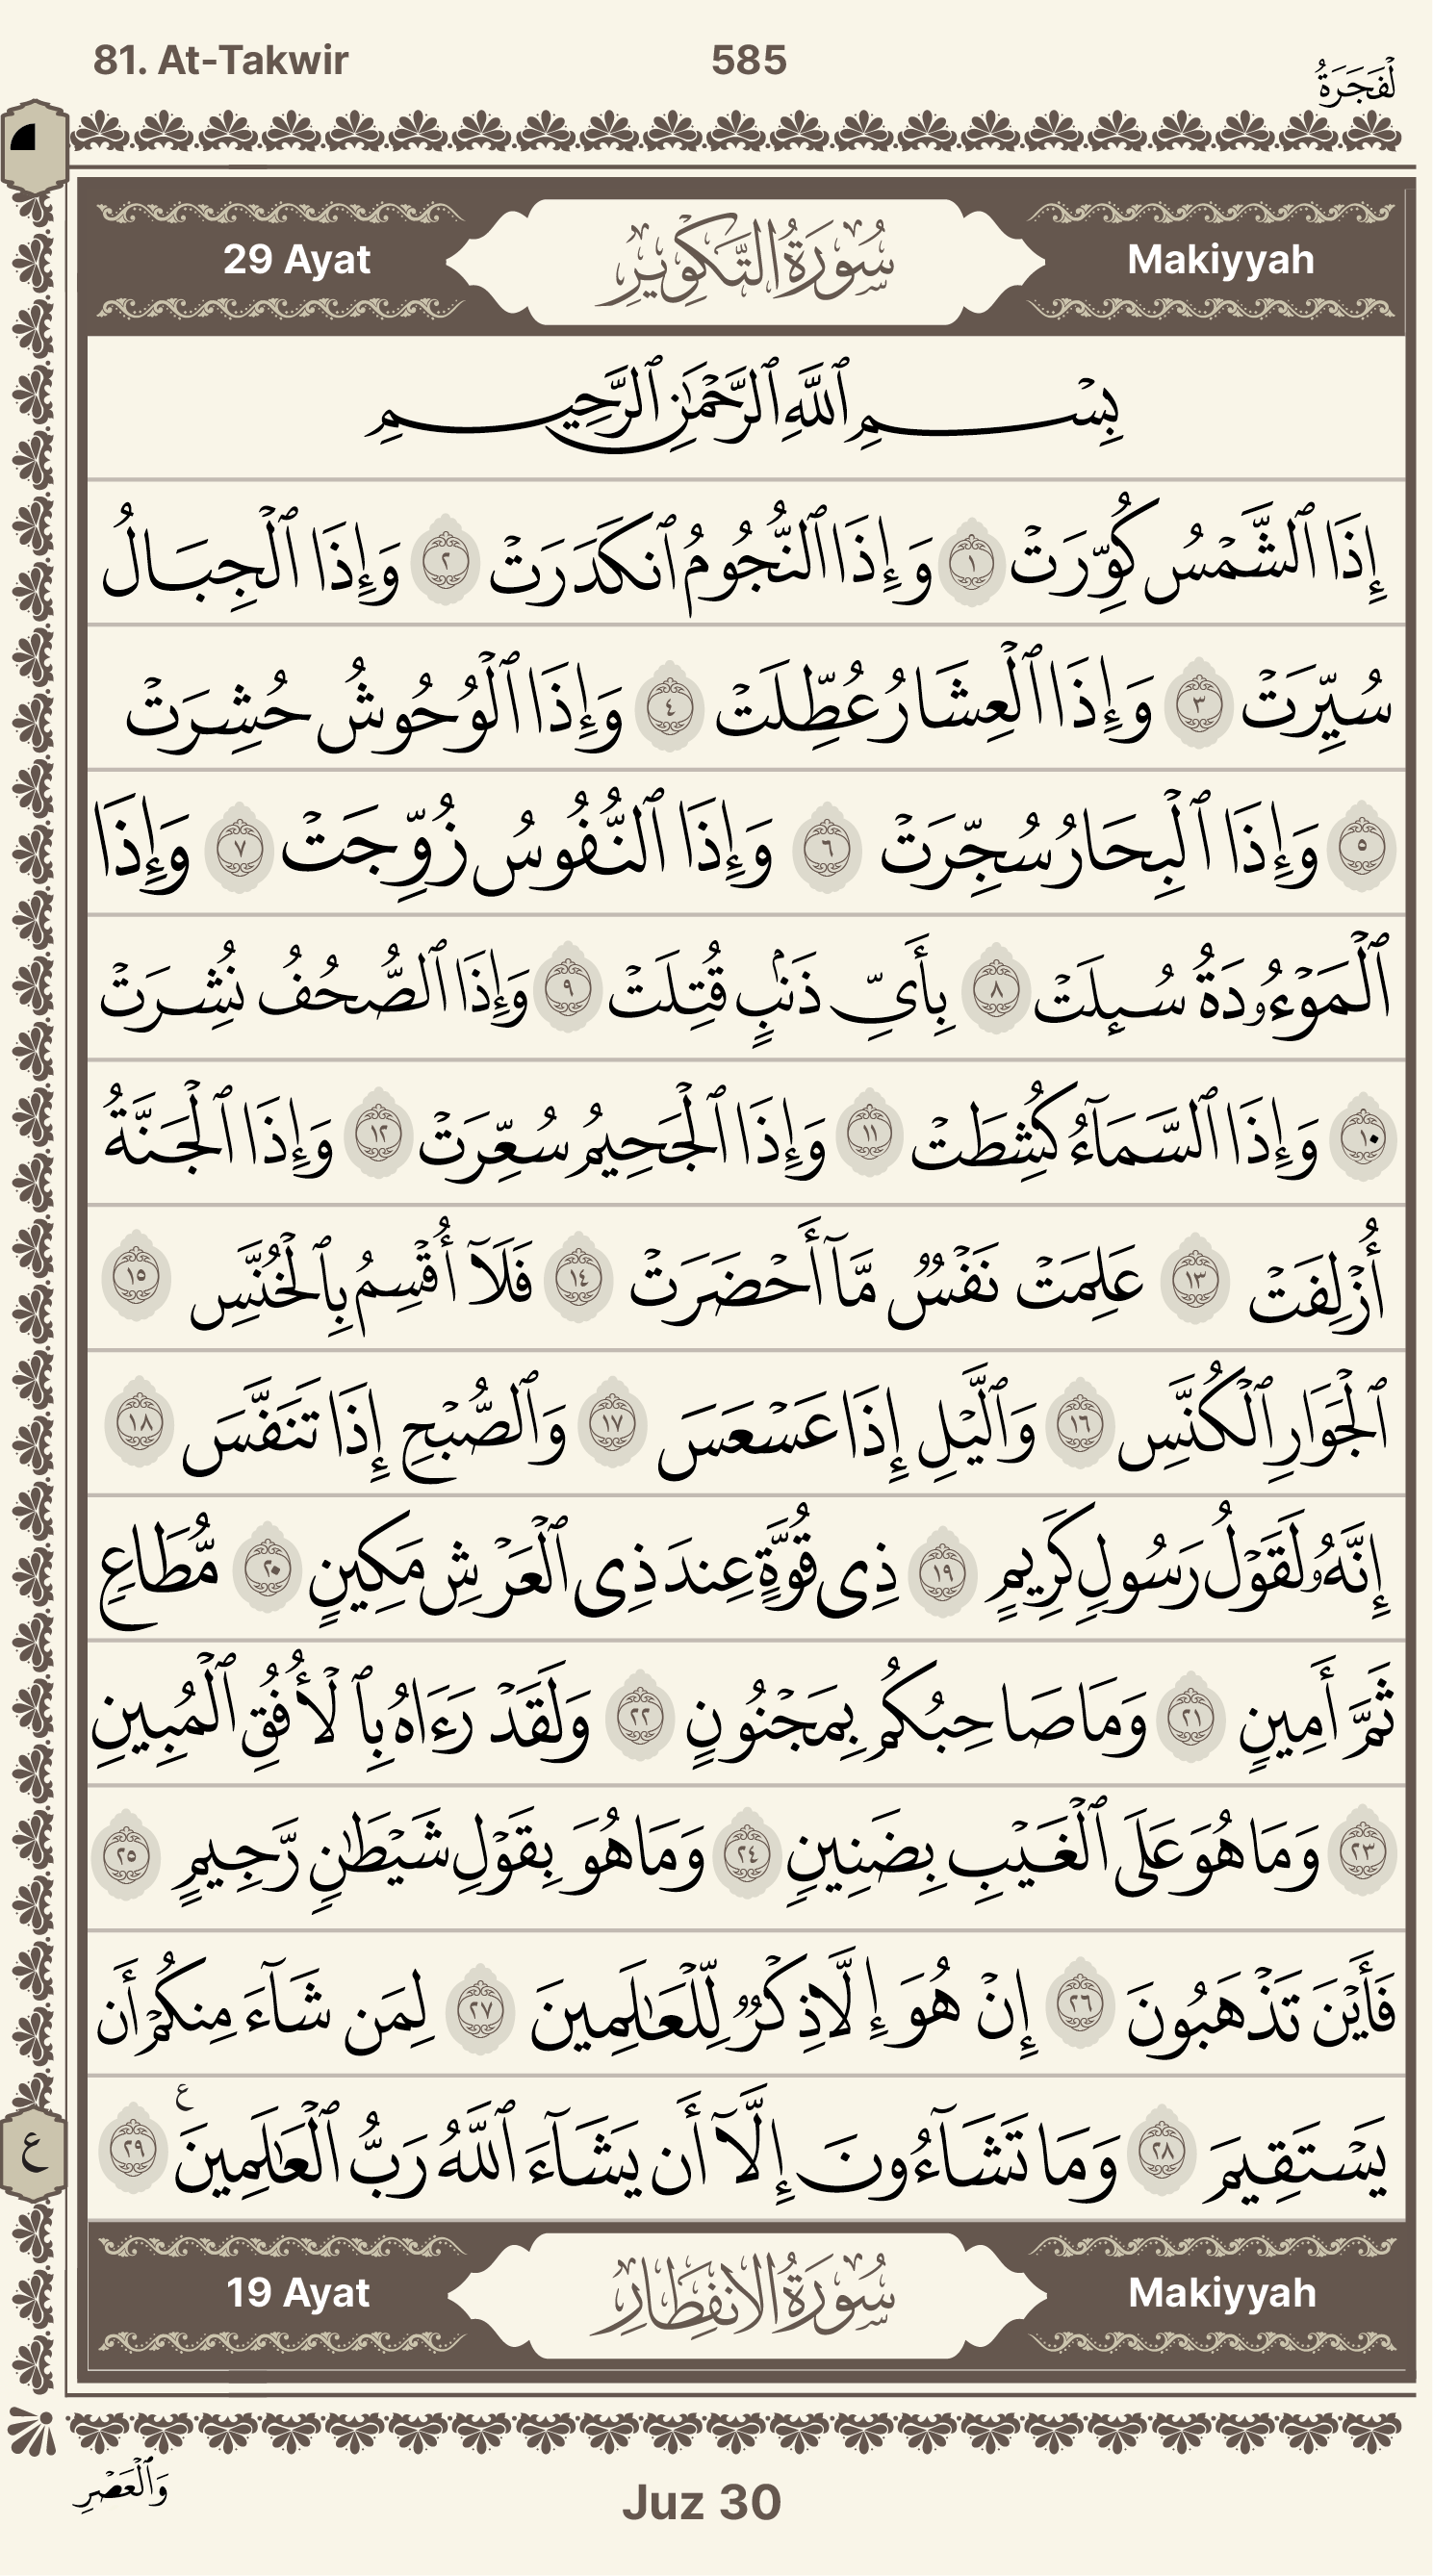 81. At-Takwir
585
لْفَجَرَةُ
29 Ayat
سُورَةُ التَّكْوِيرِ
Makiyyah
بِسْمِ ٱللَّهِ ٱلرَّحْمَٰنِ ٱلرَّحِيمِ
إِذَا ٱلشَّمْسُ كُوِّرَتْ ١ وَإِذَا ٱلنُّجُومُ ٱنكَدَرَتْ ٢ وَإِذَا ٱلْجِبَالُ
سُيِّرَتْ ٣ وَإِذَا ٱلْعِشَارُ عُطِّلَتْ ٤ وَإِذَا ٱلْوُحُوشُ حُشِرَتْ
٥ وَإِذَا ٱلْبِحَارُ سُجِّرَتْ ٦ وَإِذَا ٱلنُّفُوسُ زُوِّجَتْ ٧ وَإِذَا
ٱلْمَوْءُۥدَةُ سُئِلَتْ ٨ بِأَىِّ ذَنۢبٍ قُتِلَتْ ٩ وَإِذَا ٱلصُّحُفُ نُشِرَتْ
١٠ وَإِذَا ٱلسَّمَآءُ كُشِطَتْ ١١ وَإِذَا ٱلْجَحِيمُ سُعِّرَتْ ١٢ وَإِذَا ٱلْجَنَّةُ
أُزْلِفَتْ ١٣ عَلِمَتْ نَفْسٌ مَّآ أَحْضَرَتْ ١٤ فَلَآ أُقْسِمُ بِٱلْخُنَّسِ ١٥
ٱلْجَوَارِ ٱلْكُنَّسِ ١٦ وَٱلَّيْلِ إِذَا عَسْعَسَ ١٧ وَٱلصُّبْحِ إِذَا تَنَفَّسَ ١٨
إِنَّهُۥ لَقَوْلُ رَسُولٍ كَرِيمٍ ١٩ ذِى قُوَّةٍ عِندَ ذِى ٱلْعَرْشِ مَكِينٍ ٢٠ مُّطَاعٍ
ثَمَّ أَمِينٍ ٢١ وَمَا صَاحِبُكُم بِمَجْنُونٍ ٢٢ وَلَقَدْ رَءَاهُ بِٱلْأُفُقِ ٱلْمُبِينِ
٢٣ وَمَا هُوَ عَلَى ٱلْغَيْبِ بِضَنِينٍ ٢٤ وَمَا هُوَ بِقَوْلِ شَيْطَٰنٍ رَّجِيمٍ ٢٥
فَأَيْنَ تَذْهَبُونَ ٢٦ إِنْ هُوَ إِلَّا ذِكْرٌ لِّلْعَٰلَمِينَ ٢٧ لِمَن شَآءَ مِنكُمْ أَن
يَسْتَقِيمَ ٢٨ وَمَا تَشَآءُونَ إِلَّآ أَن يَشَآءَ ٱللَّهُ رَبُّ ٱلْعَٰلَمِينَ ۧع ٢٩
ع
19 Ayat
سُورَةُ الانفِطَارِ
Makiyyah
وَٱلْعَصْرِ
Juz 30